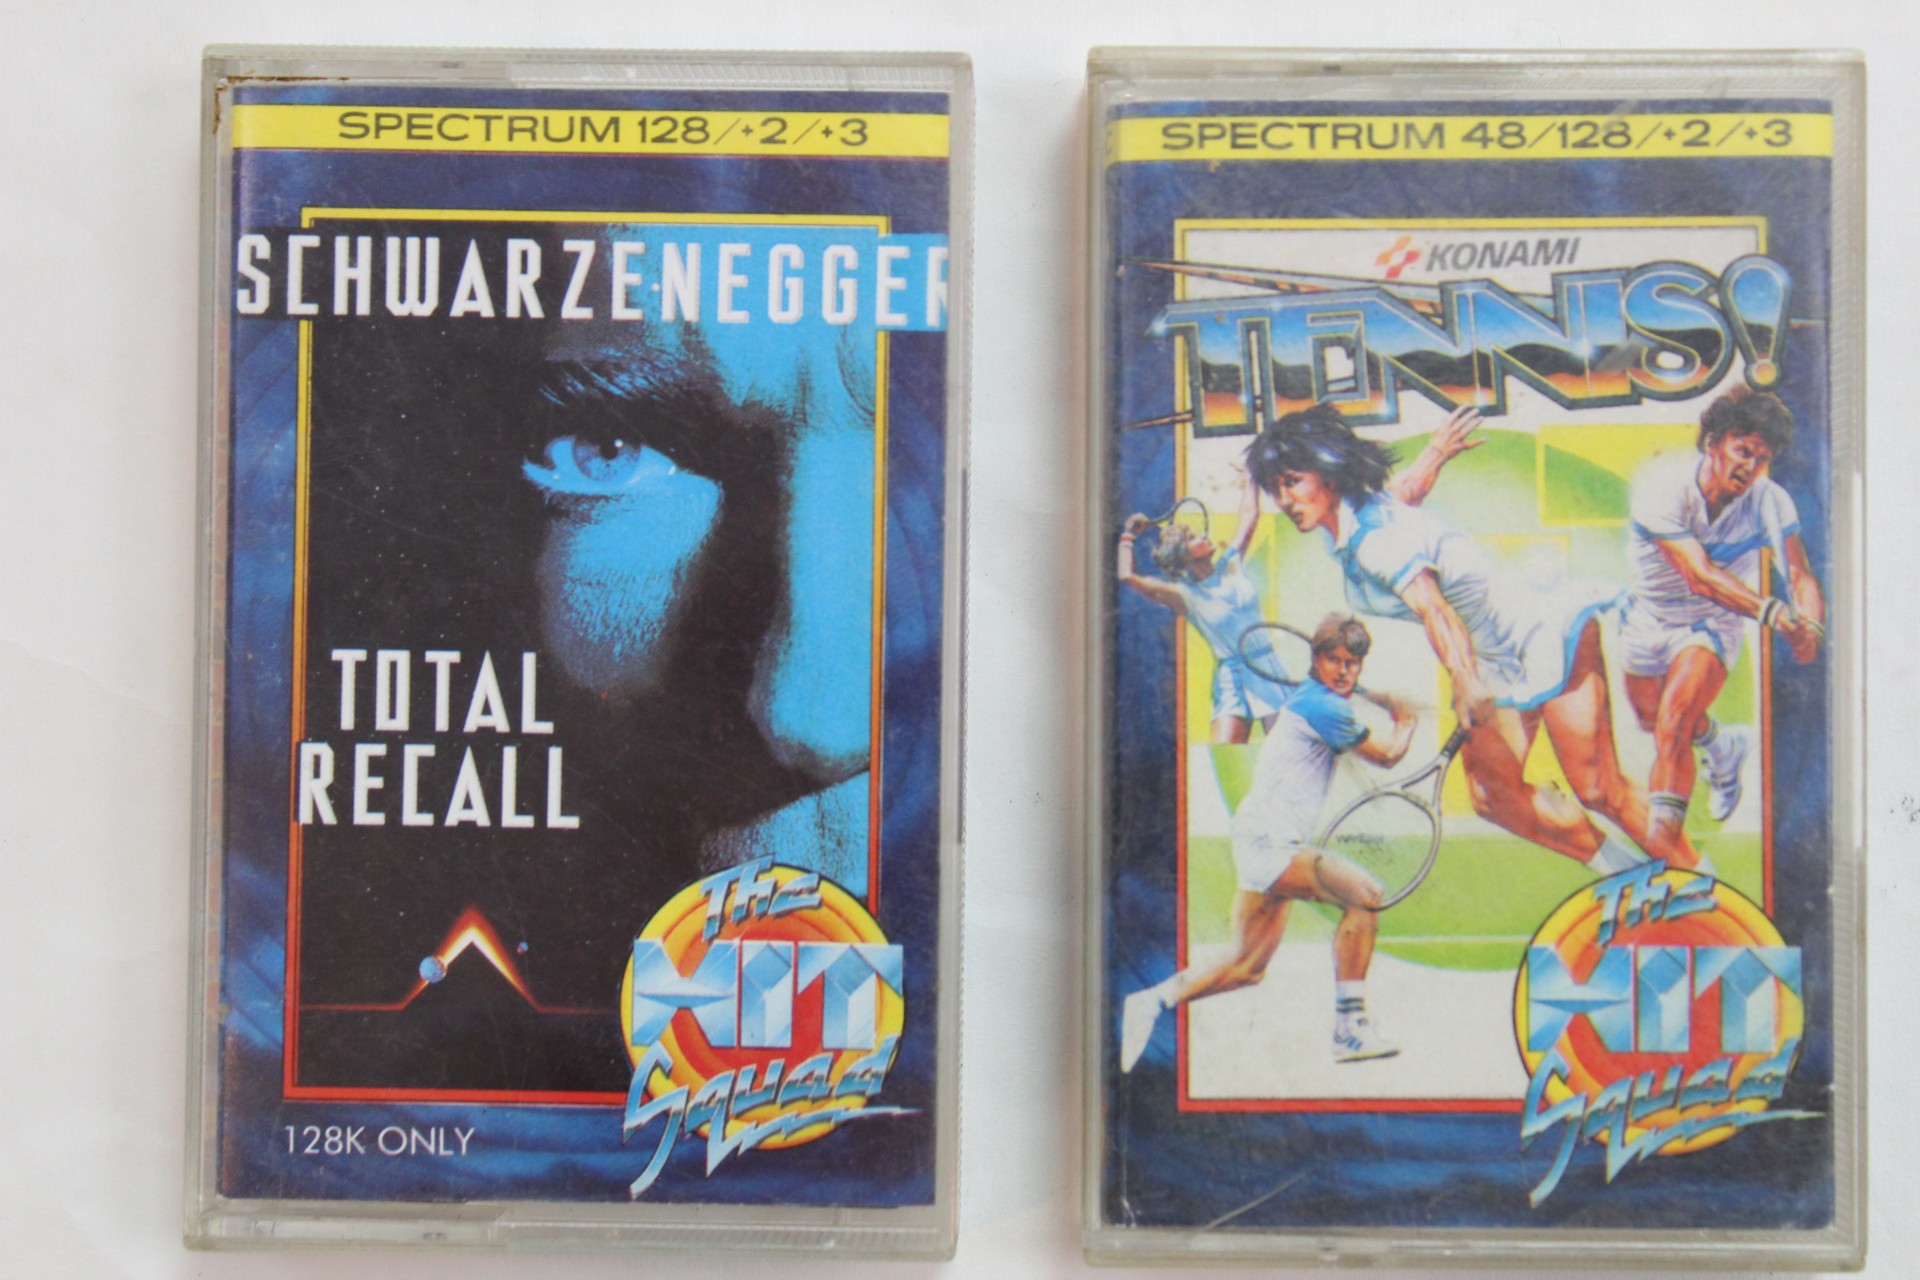 SPECTRUM 128/+2/+3
SCHWARZENEGGER
TOTAL
RECALL
The
HIT
Squad
128K ONLY
SPECTRUM 48/128/+2/+3
KONAMI
TENNIS!
The
HIT
Squad